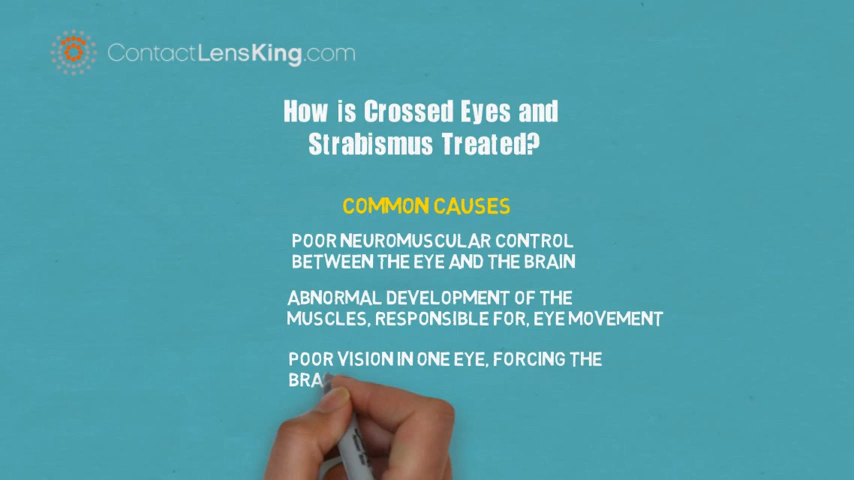 ContactLensKing.com
How is Crossed Eyes and
Strabismus Treated?
COMMON CAUSES
POOR NEUROMUSCULAR CONTROL
BETWEEN THE EYE AND THE BRAIN
ABNORMAL DEVELOPMENT OF THE
MUSCLES, RESPONSIBLE FOR, EYE MOVEMENT
POOR VISION IN ONE EYE, FORCING THE
BRA